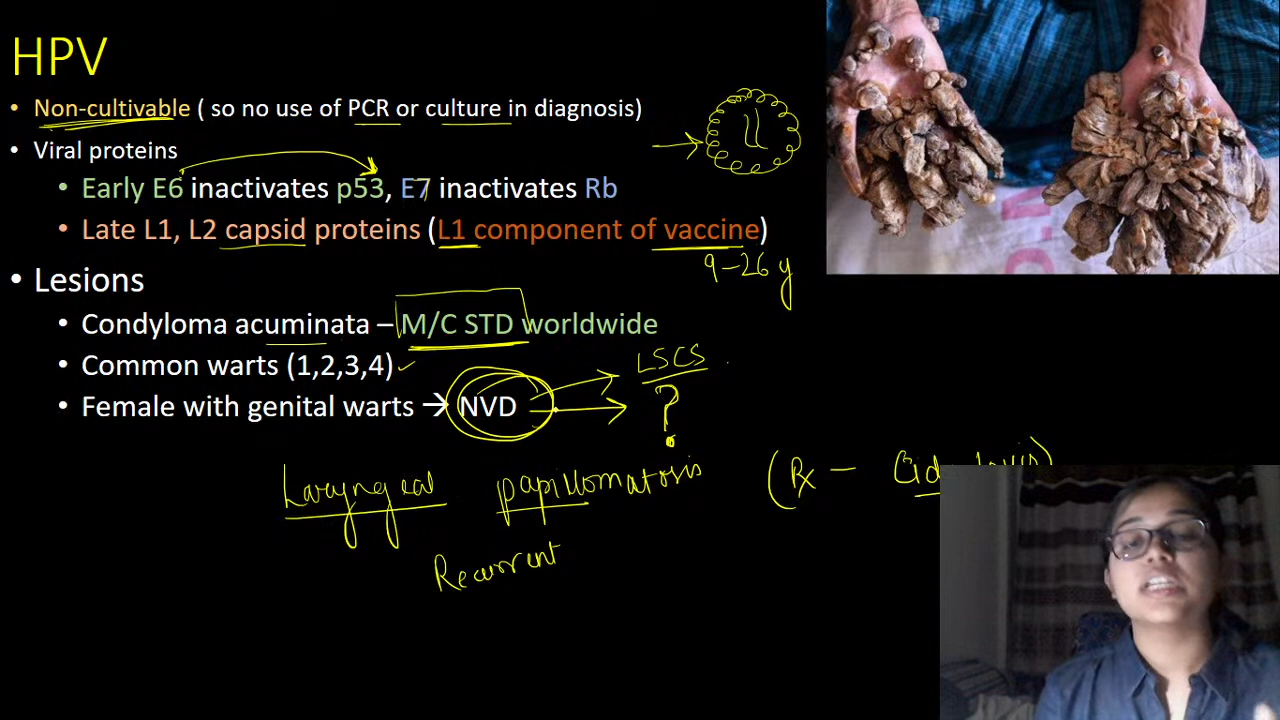 HPV
• Non-cultivable ( so no use of PCR or culture in diagnosis)
• Viral proteins
• Early E6 inactivates p53, E7 inactivates Rb
• Late L1, L2 capsid proteins (L1 component of vaccine)
9-26 y
• Lesions
• Condyloma acuminata – M/C STD worldwide
• Common warts (1,2,3,4)
LSCS
• Female with genital warts → NVD
?
Laryngeal papillomatosis (Rx –
Recurrent